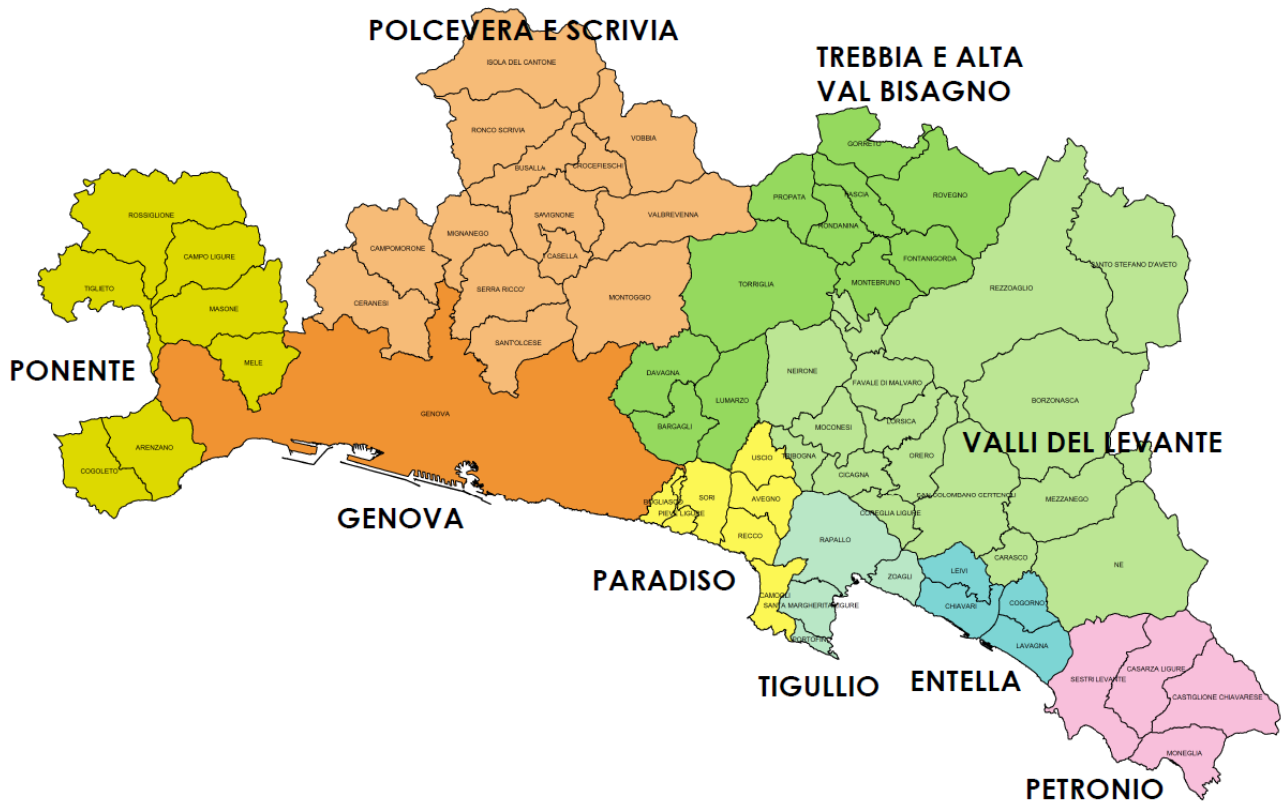 POLCEVERA E SCRIVIA
ISOLA DEL CANTONE
TREBBIA E ALTA
VAL BISAGNO
RONCO SCRIVIA
VOBBIA
GORRETO
BUSALLA
CROCEFIESCHI
PROPATA
FASCIA
ROVEGNO
ROSSIGLIONE
SAVIGNONE
VALBREVENNA
RONDANINA
MIGNANEGO
CAMPOMORONE
CAMPO LIGURE
CASELLA
FONTANIGORDA
SANTO STEFANO D'AVETO
TIGLIETO
SERRA RICCO'
TORRIGLIA
MONTEBRUNO
REZZOAGLIO
CERANESI
MONTOGGIO
MASONE
SANT'OLCESE
MELE
PONENTE
DAVAGNA
NEIRONE
FAVALE DI MALVARO
LUMARZO
BORZONASCA
GENOVA
BARGAGLI
MOCONESI
LORSICA
VALLI DEL LEVANTE
ARENZANO
USCIO
TRIBOGNA
ORERO
COGOLETO
CICAGNA
BOGLIASCO
SORI
AVEGNO
SAN COLOMBANO CERTENOLI
MEZZANEGO
PIEVE LIGURE
COREGLIA LIGURE
GENOVA
RECCO
RAPALLO
CARASCO
NE
PARADISO
LEIVI
ZOAGLI
CAMOGLI
SANTA MARGHERITA LIGURE
CHIAVARI
COGORNO
PORTOFINO
LAVAGNA
TIGULLIO
ENTELLA
SESTRI LEVANTE
CASARZA LIGURE
CASTIGLIONE CHIAVARESE
MONEGLIA
PETRONIO